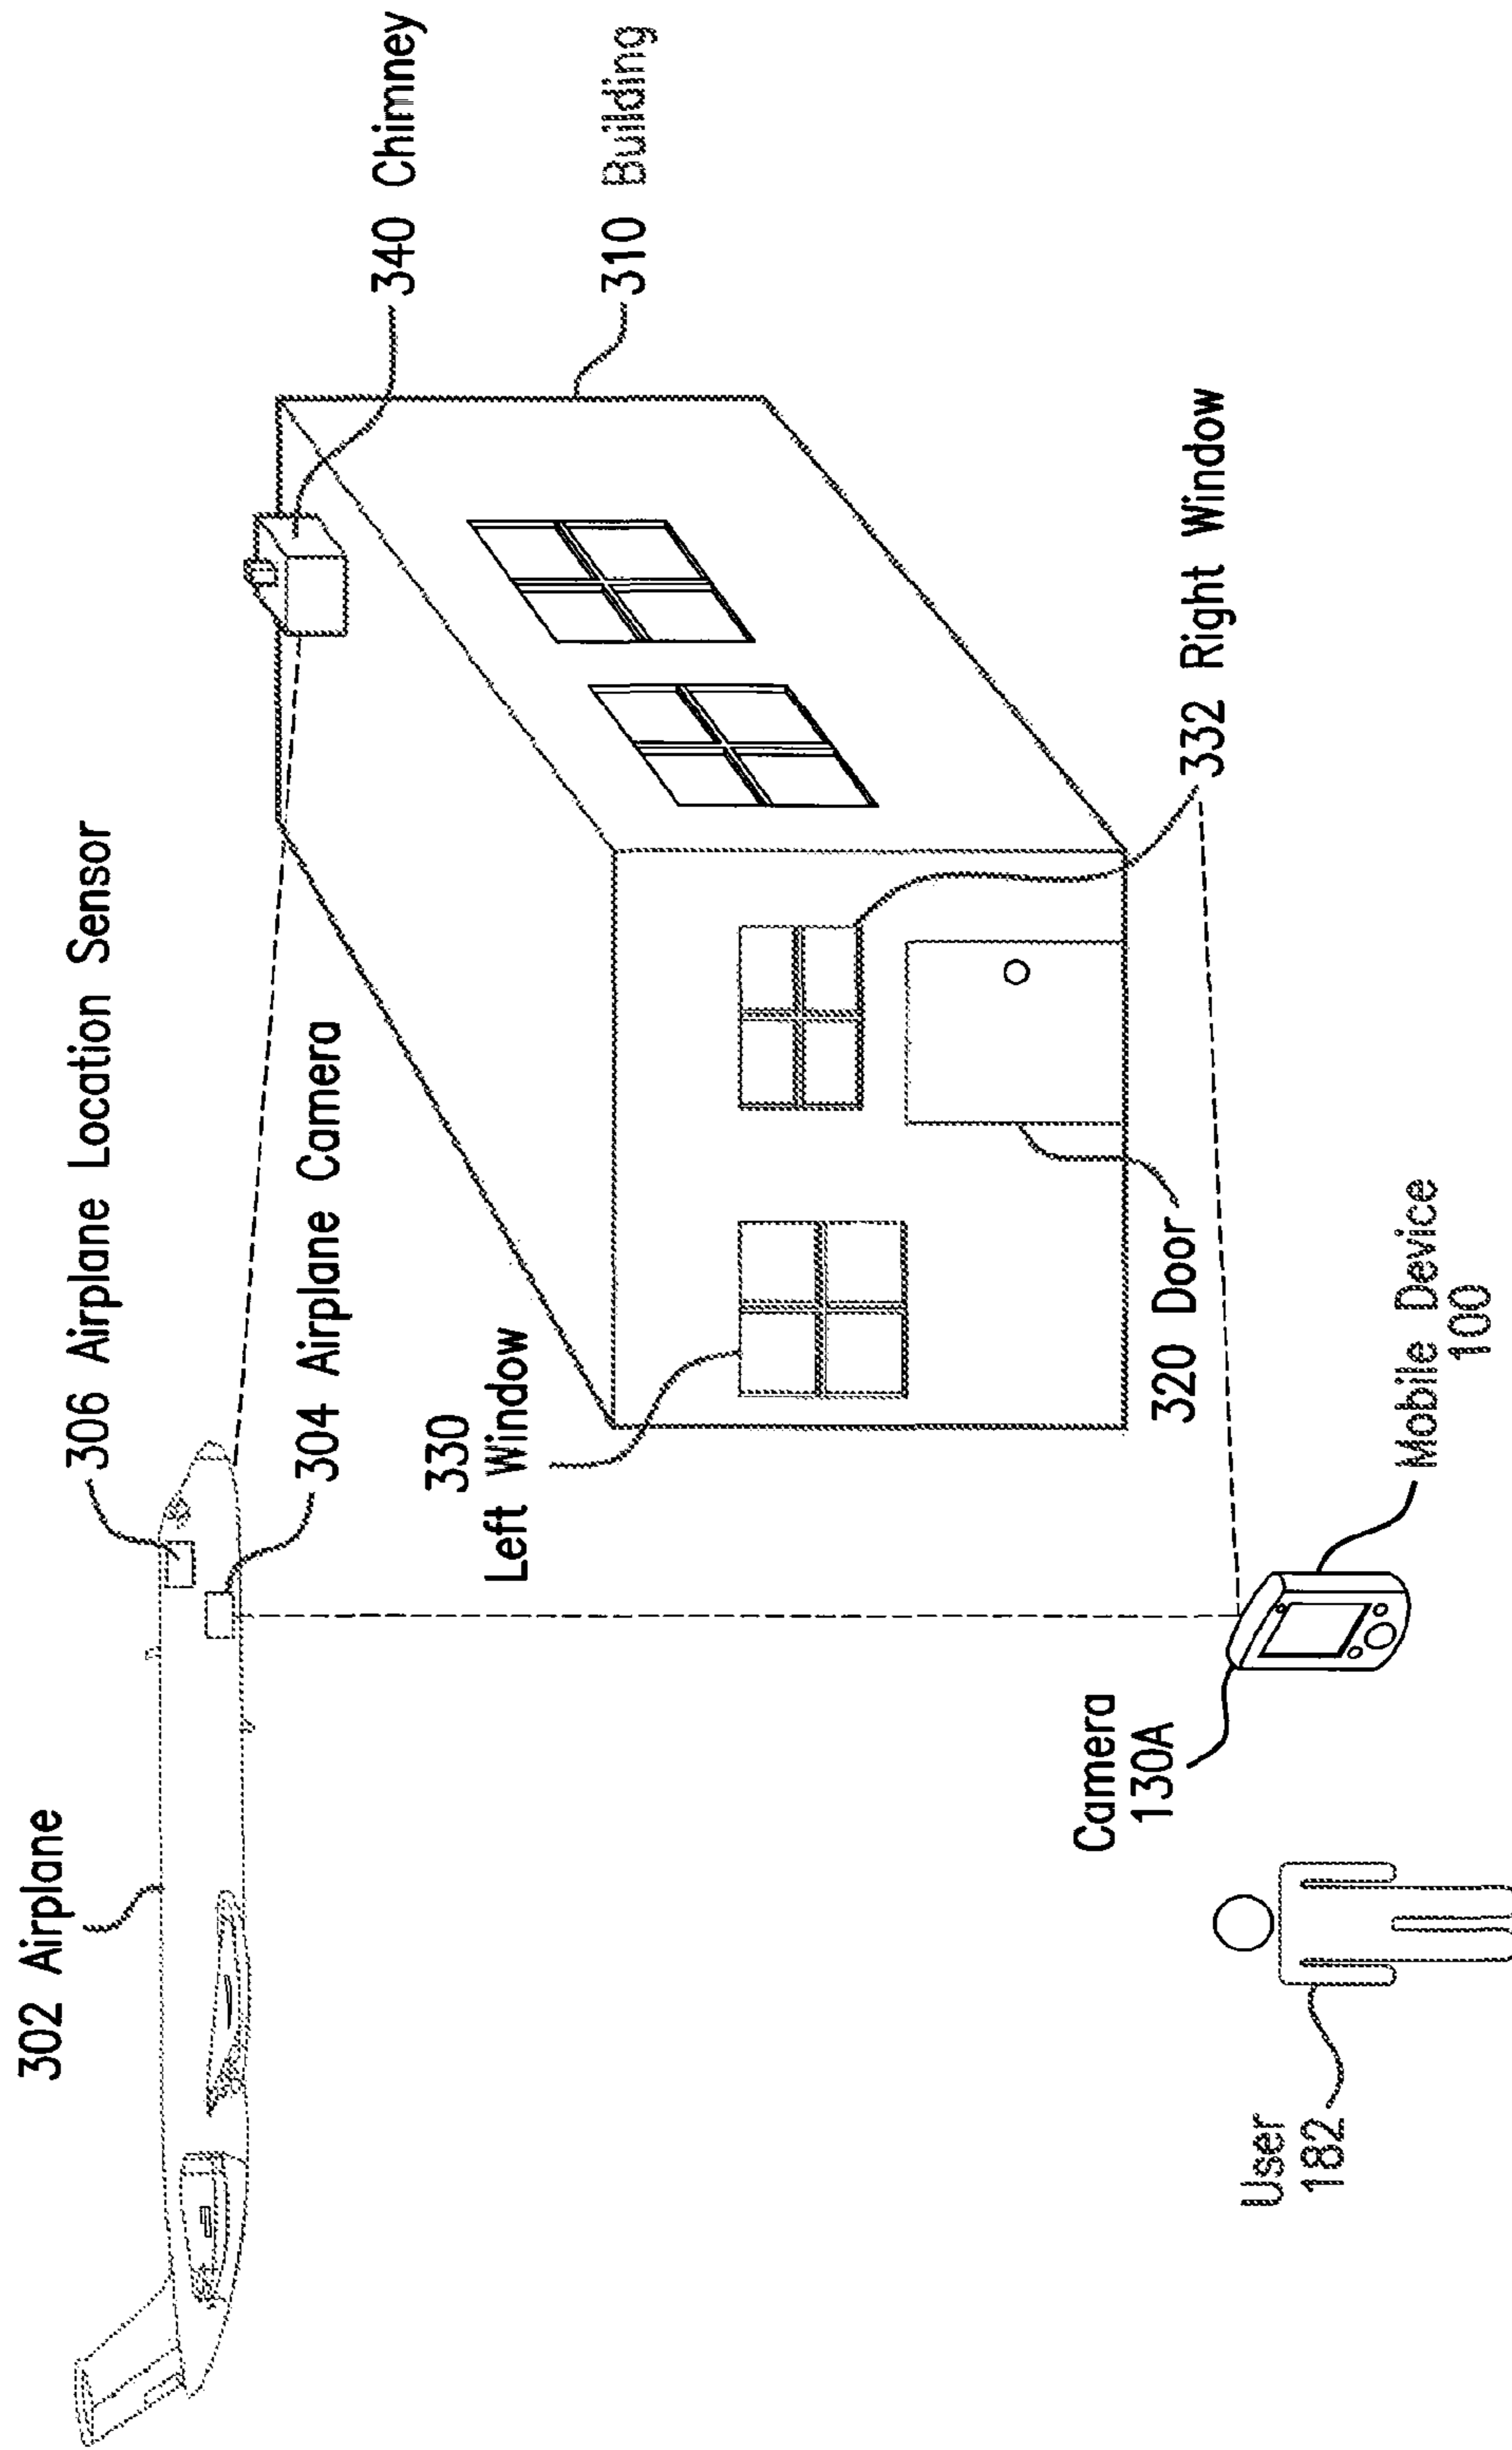 302 Airplane
306 Airplane Location Sensor
304 Airplane Camera
340 Chimney
330
Left Window
310 Building
Camera
130A
320 Door
332 Right Window
User
182
Mobile Device
100